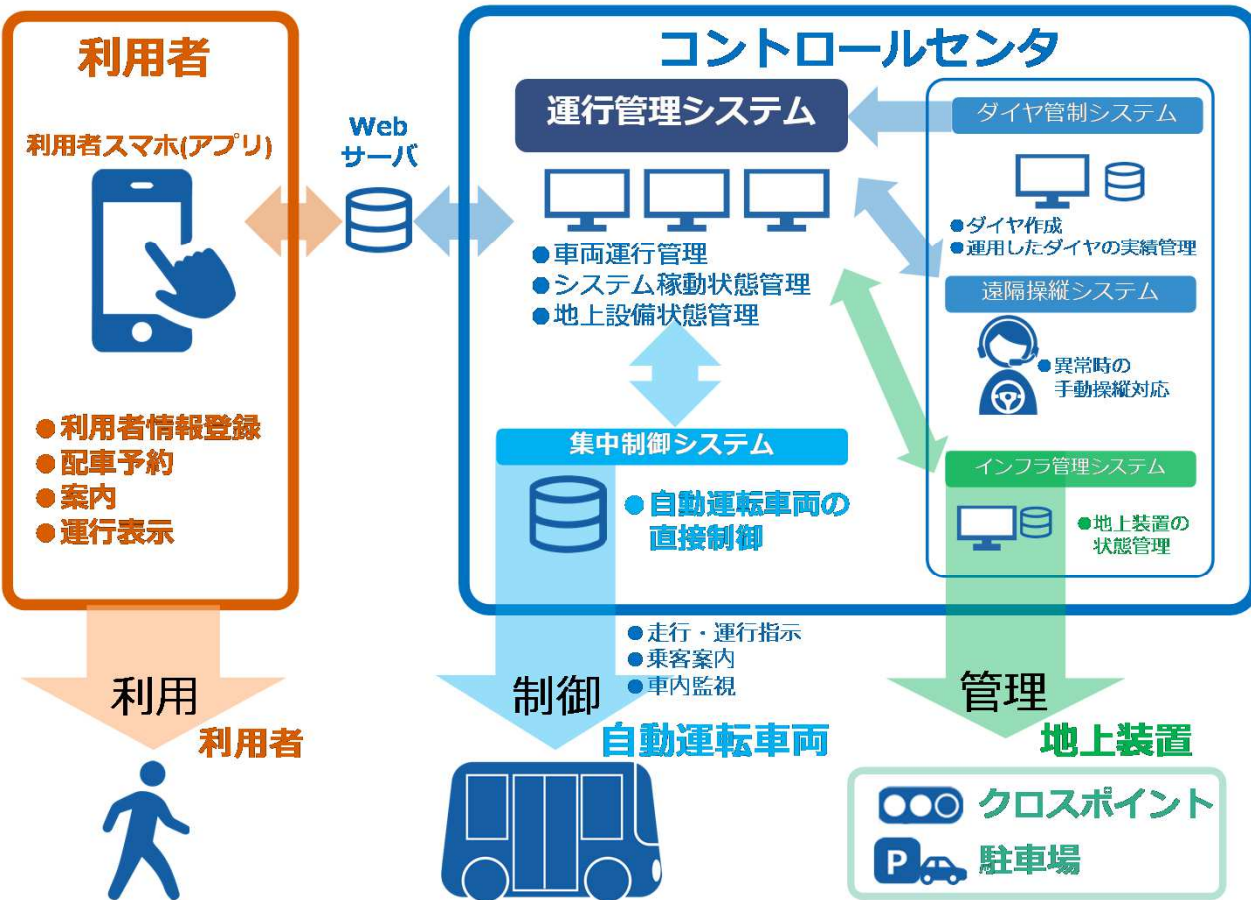 利用者
利用者スマホ(アプリ)
●利用者情報登録
●配車予約
●案内
●運行表示
Web
サーバ
コントロールセンタ
運行管理システム
●車両運行管理
●システム稼動状態管理
●地上設備状態管理
ダイヤ管制システム
●ダイヤ作成
●運用したダイヤの実績管理
遠隔操縦システム
●異常時の
手動操縦対応
集中制御システム
●自動運転車両の
直接制御
インフラ管理システム
●地上装置の
状態管理
●走行・運行指示
●乗客案内
●車内監視
利用
利用者
制御
自動運転車両
管理
地上装置
クロスポイント
P
駐車場